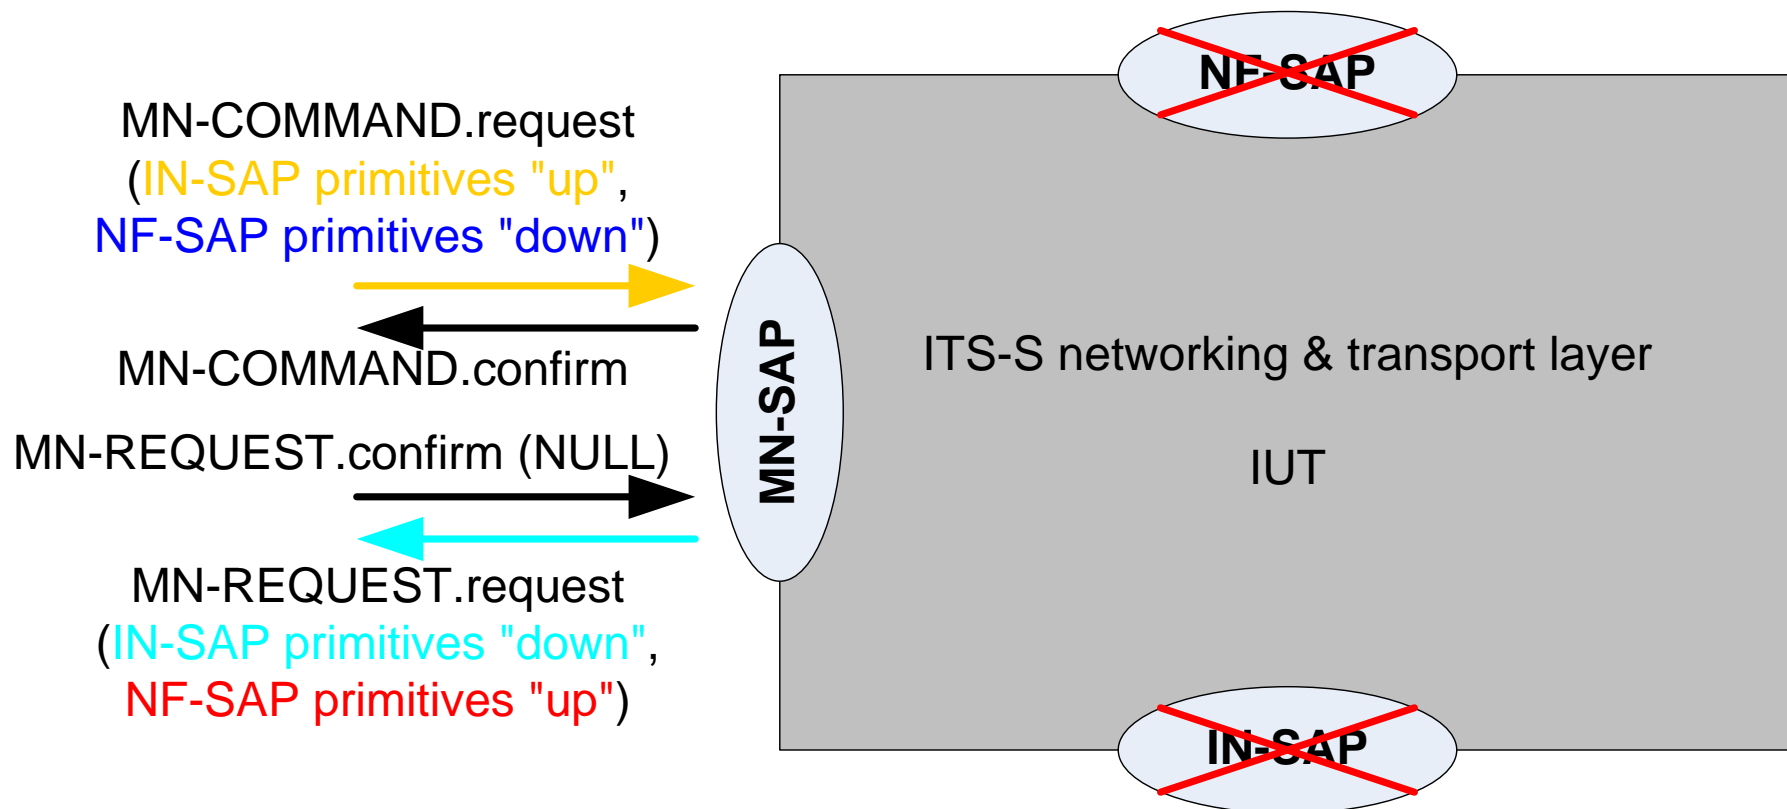 NF-SAP
MN-COMMAND.request
(IN-SAP primitives "up",
NF-SAP primitives "down")
MN-COMMAND.confirm
MN-REQUEST.confirm (NULL)
MN-REQUEST.request
(IN-SAP primitives "down",
NF-SAP primitives "up")
MN-SAP
ITS-S networking & transport layer
IUT
IN-SAP